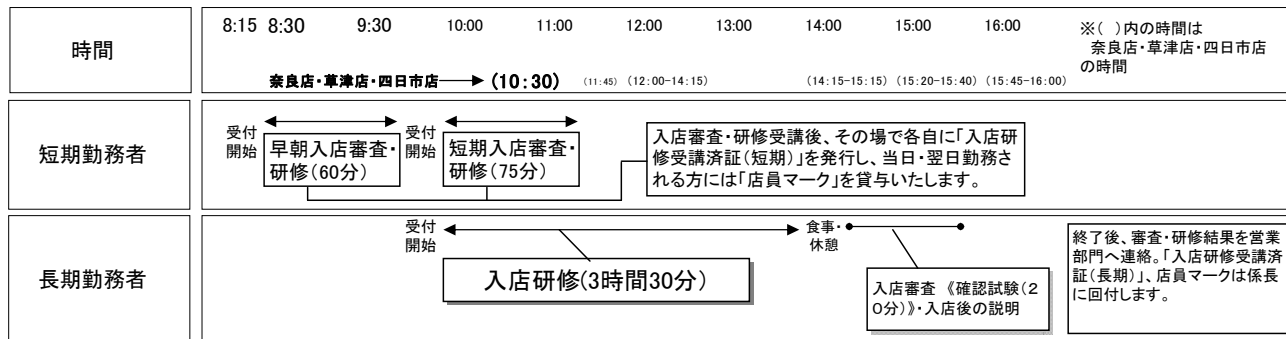 時間
8:15 8:30 9:30 10:00 11:00 12:00 13:00 14:00 15:00 16:00
※( )内の時間は
奈良店・草津店・四日市店
の時間
奈良店・草津店・四日市店 (10:30) (11:45) (12:00-14:15) (14:15-15:15) (15:20-15:40) (15:45-16:00)
短期勤務者
受付
開始
早朝入店審査・
研修(60分)
受付
開始
短期入店審査・
研修(75分)
入店審査・研修受講後、その場で各自に「入店研
修受講済証(短期)」を発行し、当日・翌日勤務さ
れる方には「店員マーク」を貸与いたします。
長期勤務者
受付
開始
入店研修(3時間30分)
食事・
休憩
入店審査 《確認試験(2
0分)》・入店後の説明
終了後、審査・研修結果を営業
部門へ連絡。「入店研修受講済
証(長期)」、店員マークは係長
に回付します。